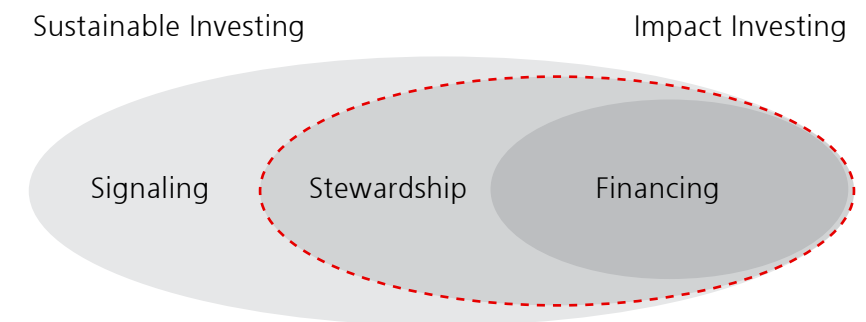 Sustainable Investing
Impact Investing
Signaling
Stewardship
Financing